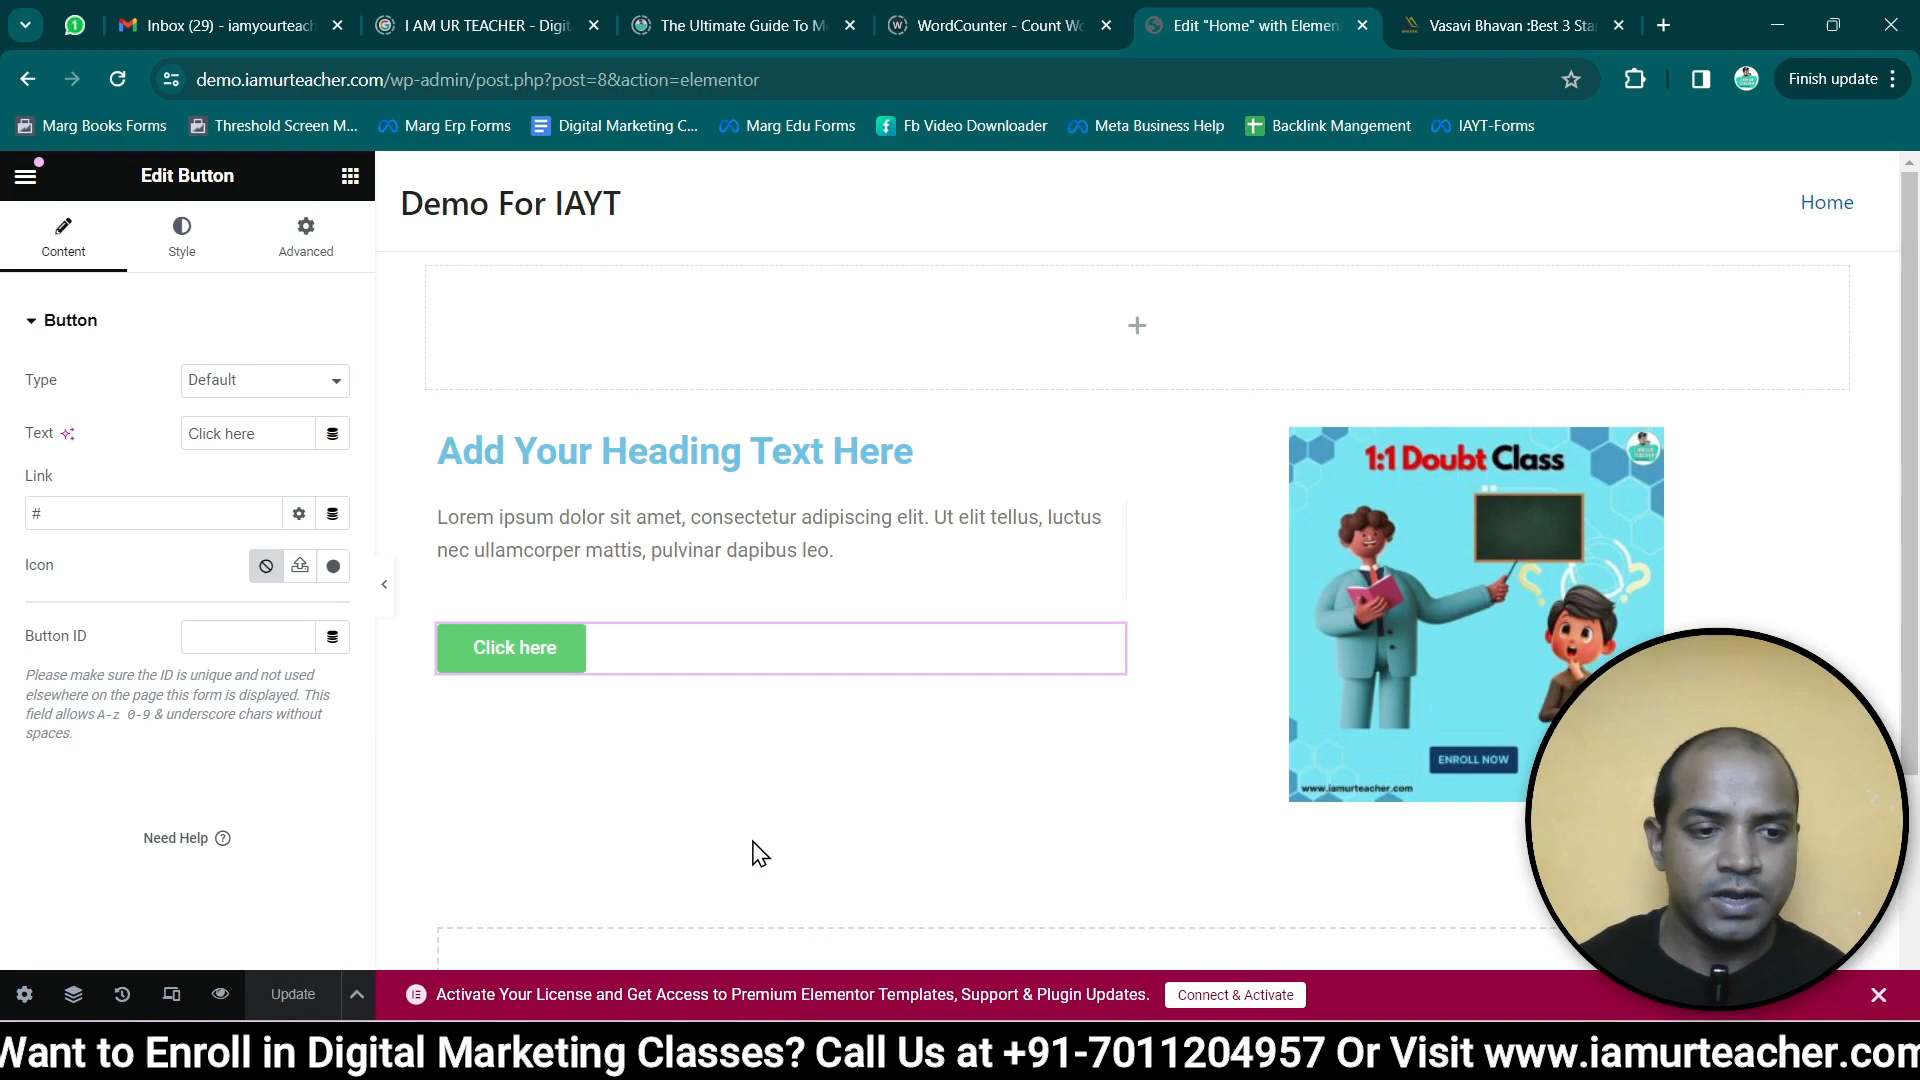 Inbox (29) - iamyourteach
I AM UR TEACHER - Digit
The Ultimate Guide To M
WordCounter - Count Wo
Edit "Home" with Elemen
Vasavi Bhavan :Best 3 Sta
demo.iamurteacher.com/wp-admin/post.php?post=8&action=elementor
Finish update
Marg Books Forms
Threshold Screen M...
Marg Erp Forms
Digital Marketing C...
Marg Edu Forms
Fb Video Downloader
Meta Business Help
Backlink Mangement
IAYT-Forms
Edit Button
Content
Style
Advanced
Button
Type
Default
Text
Click here
Link
#
Icon
Button ID
Please make sure the ID is unique and not used
elsewhere on the page this form is displayed. This
field allows A-z 0-9 & underscore chars without
spaces.
Need Help
Update
Demo For IAYT
Home
Add Your Heading Text Here
Lorem ipsum dolor sit amet, consectetur adipiscing elit. Ut elit tellus, luctus
nec ullamcorper mattis, pulvinar dapibus leo.
Click here
1:1 Doubt Class
ENROLL NOW
www.iamurteacher.com
Activate Your License and Get Access to Premium Elementor Templates, Support & Plugin Updates.
Connect & Activate
Want to Enroll in Digital Marketing Classes? Call Us at +91-7011204957 Or Visit www.iamurteacher.com